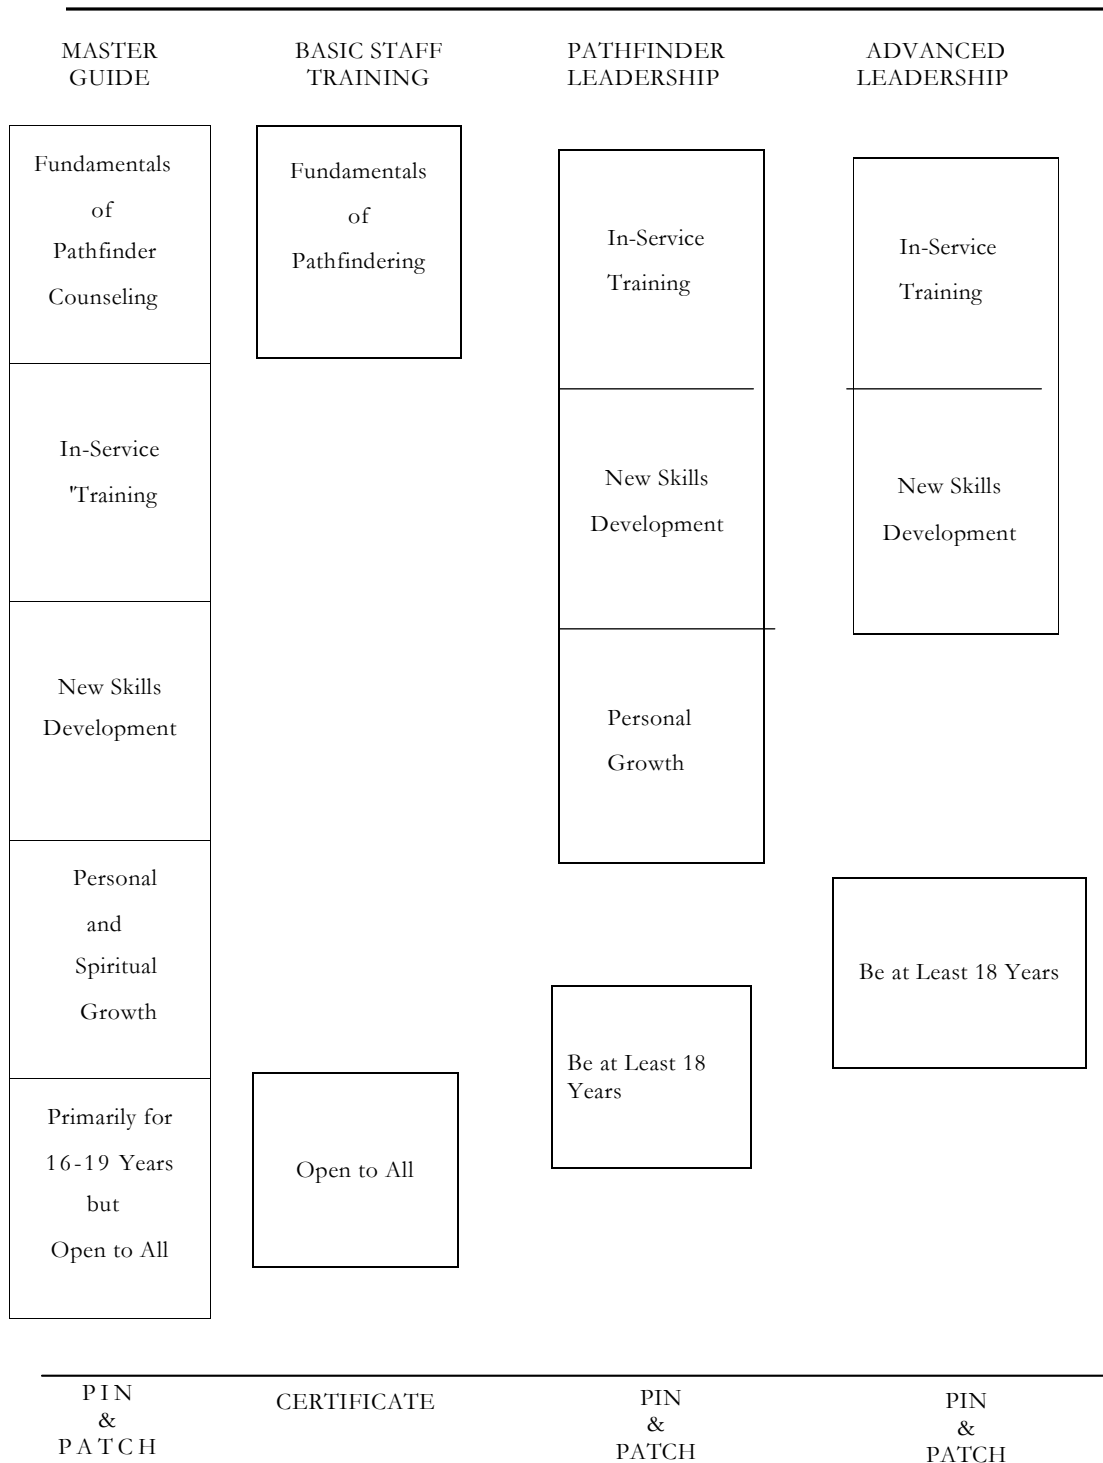 MASTER
GUIDE
BASIC STAFF
TRAINING
PATHFINDER
LEADERSHIP
ADVANCED
LEADERSHIP
Fundamentals
of
Pathfinder
Counseling
In-Service
'Training
New Skills
Development
Personal
and
Spiritual
Growth
Primarily for
16-19 Years
but
Open to All
Fundamentals
of
Pathfindering
Open to All
In-Service
Training
New Skills
Development
Personal
Growth
Be at Least 18
Years
In-Service
Training
New Skills
Development
Be at Least 18 Years
PIN
&
PATCH
CERTIFICATE
PIN
&
PATCH
PIN
&
PATCH